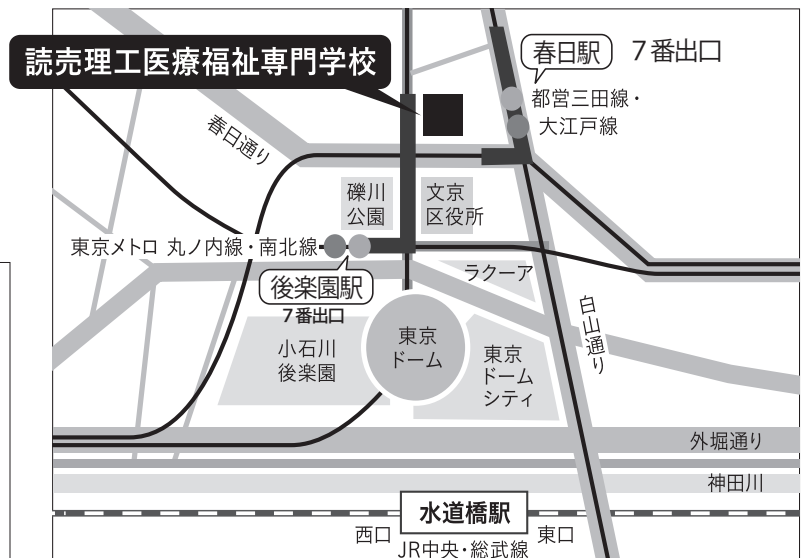 春日駅 7番出口
読売理工医療福祉専門学校
都営三田線・
大江戸線
春日通り
礫川
公園
文京
区役所
東京メトロ 丸ノ内線・南北線
ラクーア
後楽園駅
7番出口
白山通り
小石川
後楽園
東京
ドーム
東京
ドーム
シティ
外堀通り
神田川
水道橋駅
西口
東口
JR中央・総武線